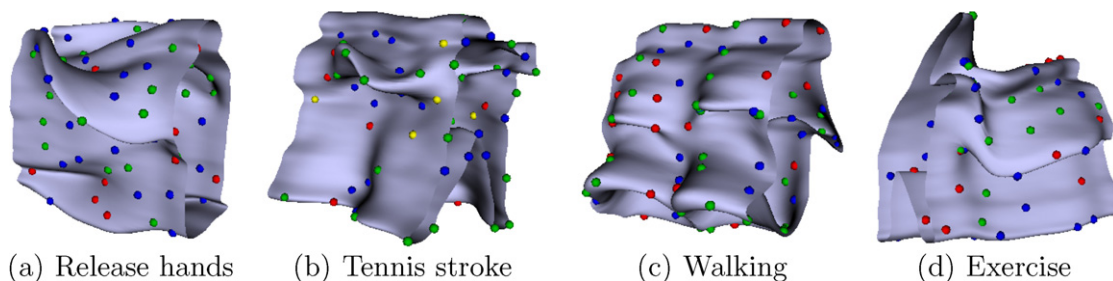 (a) Release hands
(b) Tennis stroke
(c) Walking
(d) Exercise